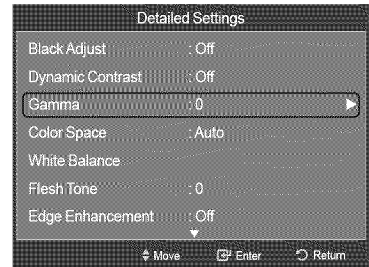 Detailed Settings
Black Adjust : Off
Dynamic Contrast : Off
Gamma : 0
Color Space : Auto
White Balance
Flesh Tone : 0
Edge Enhancement : Off
Move Enter Return